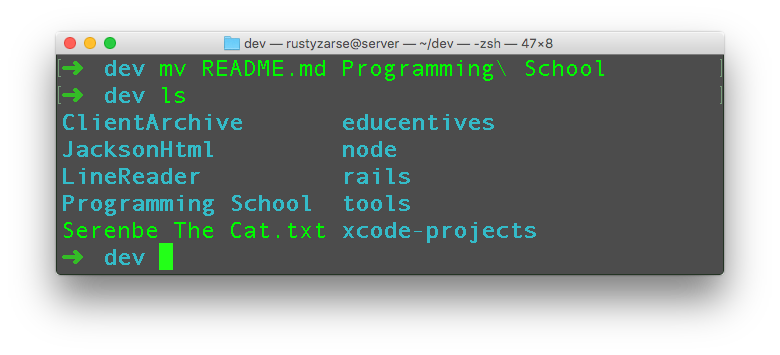 dev — rustyzarse@server — ~/dev — -zsh — 47×8
[➜ dev mv README.md Programming\ School ]
[➜ dev ls ]
ClientArchive educentives
JacksonHtml node
LineReader rails
Programming School tools
Serenbe The Cat.txt xcode-projects
➜ dev